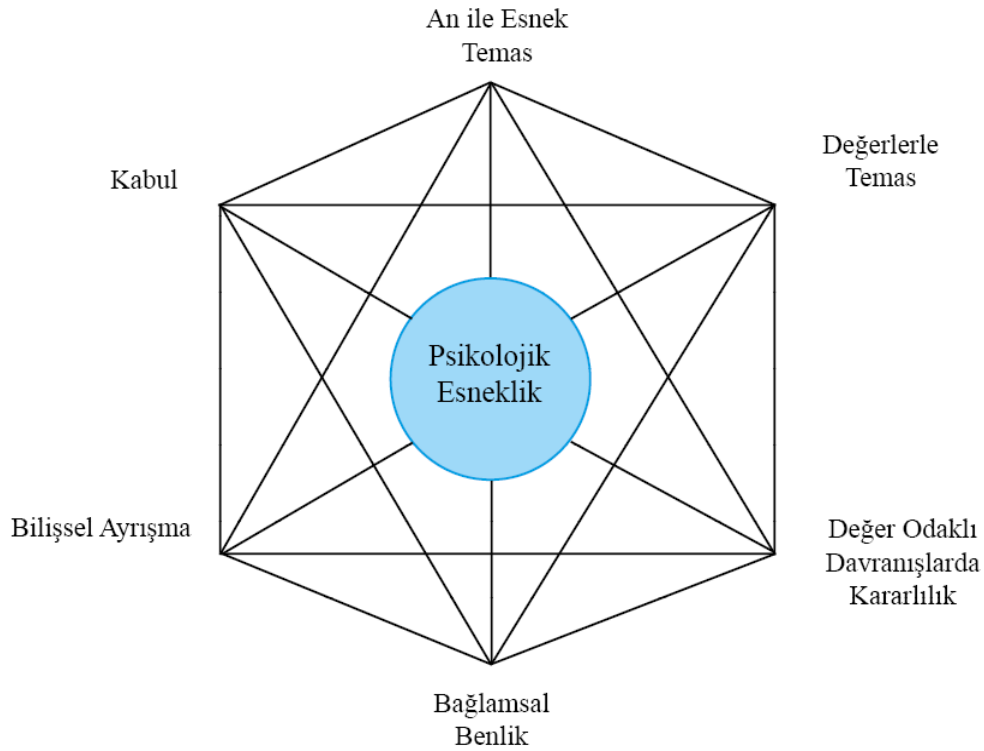 An ile Esnek
Temas
Kabul
Değerlerle
Temas
Psikolojik
Esneklik
Bilişsel Ayrışma
Değer Odaklı
Davranışlarda
Kararlılık
Bağlamsal
Benlik